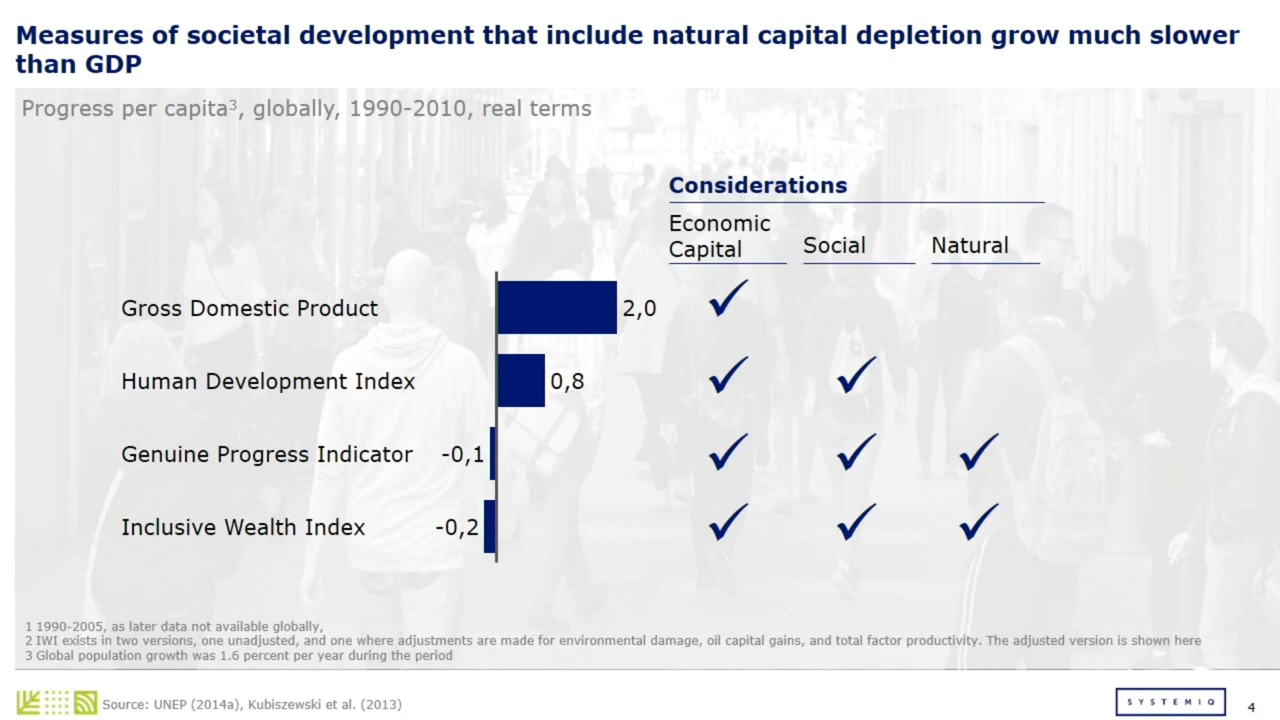 Measures of societal development that include natural capital depletion grow much slower
than GDP
Progress per capita³, globally, 1990-2010, real terms
Considerations
Economic
Capital
Social
Natural
Gross Domestic Product
2,0
Human Development Index
0,8
Genuine Progress Indicator
-0,1
Inclusive Wealth Index
-0,2
1 1990-2005, as later data not available globally,
2 IWI exists in two versions, one unadjusted, and one where adjustments are made for environmental damage, oil capital gains, and total factor productivity. The adjusted version is shown here
3 Global population growth was 1.6 percent per year during the period
Source: UNEP (2014a), Kubiszewski et al. (2013)
SYSTEMIQ
4